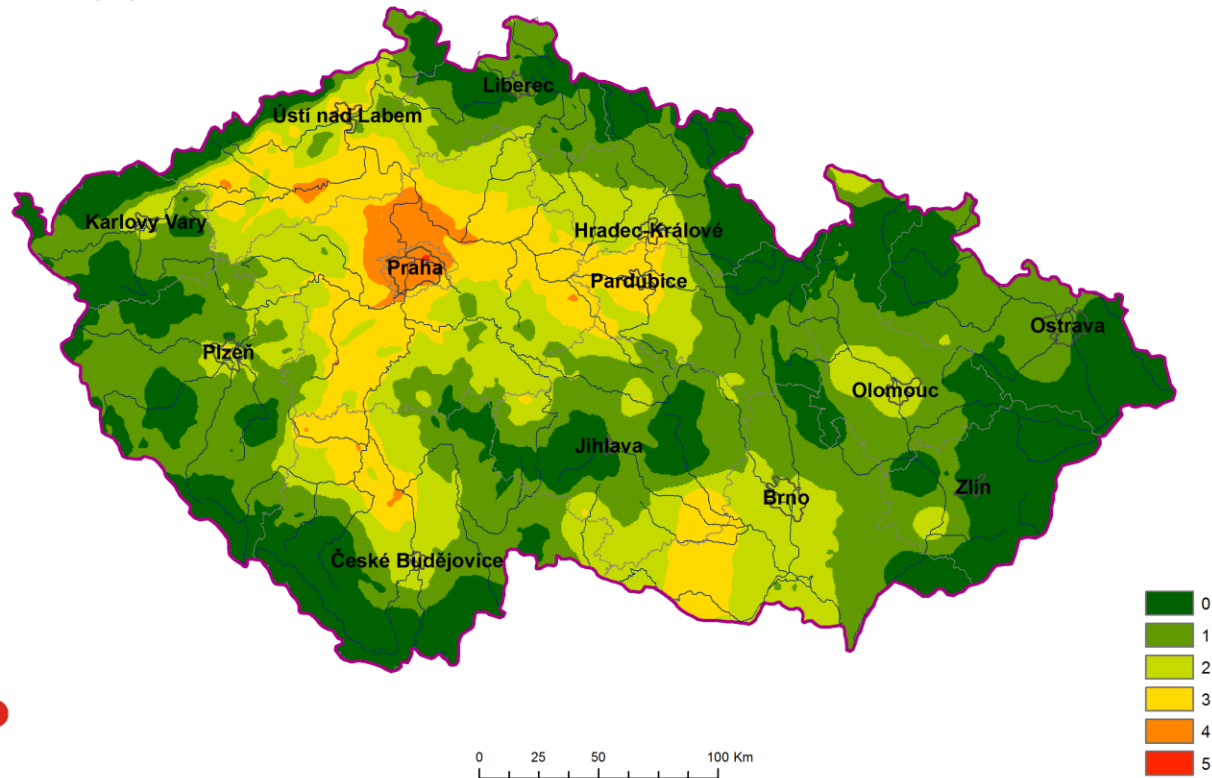 Liberec
Ústí nad Labem
Karlovy Vary
Hradec-Králové
Praha
Pardubice
Ostrava
Plzeň
Olomouc
Jihlava
Zlín
Brno
České Budějovice
0
1
2
3
4
5
0 25 50 100 Km